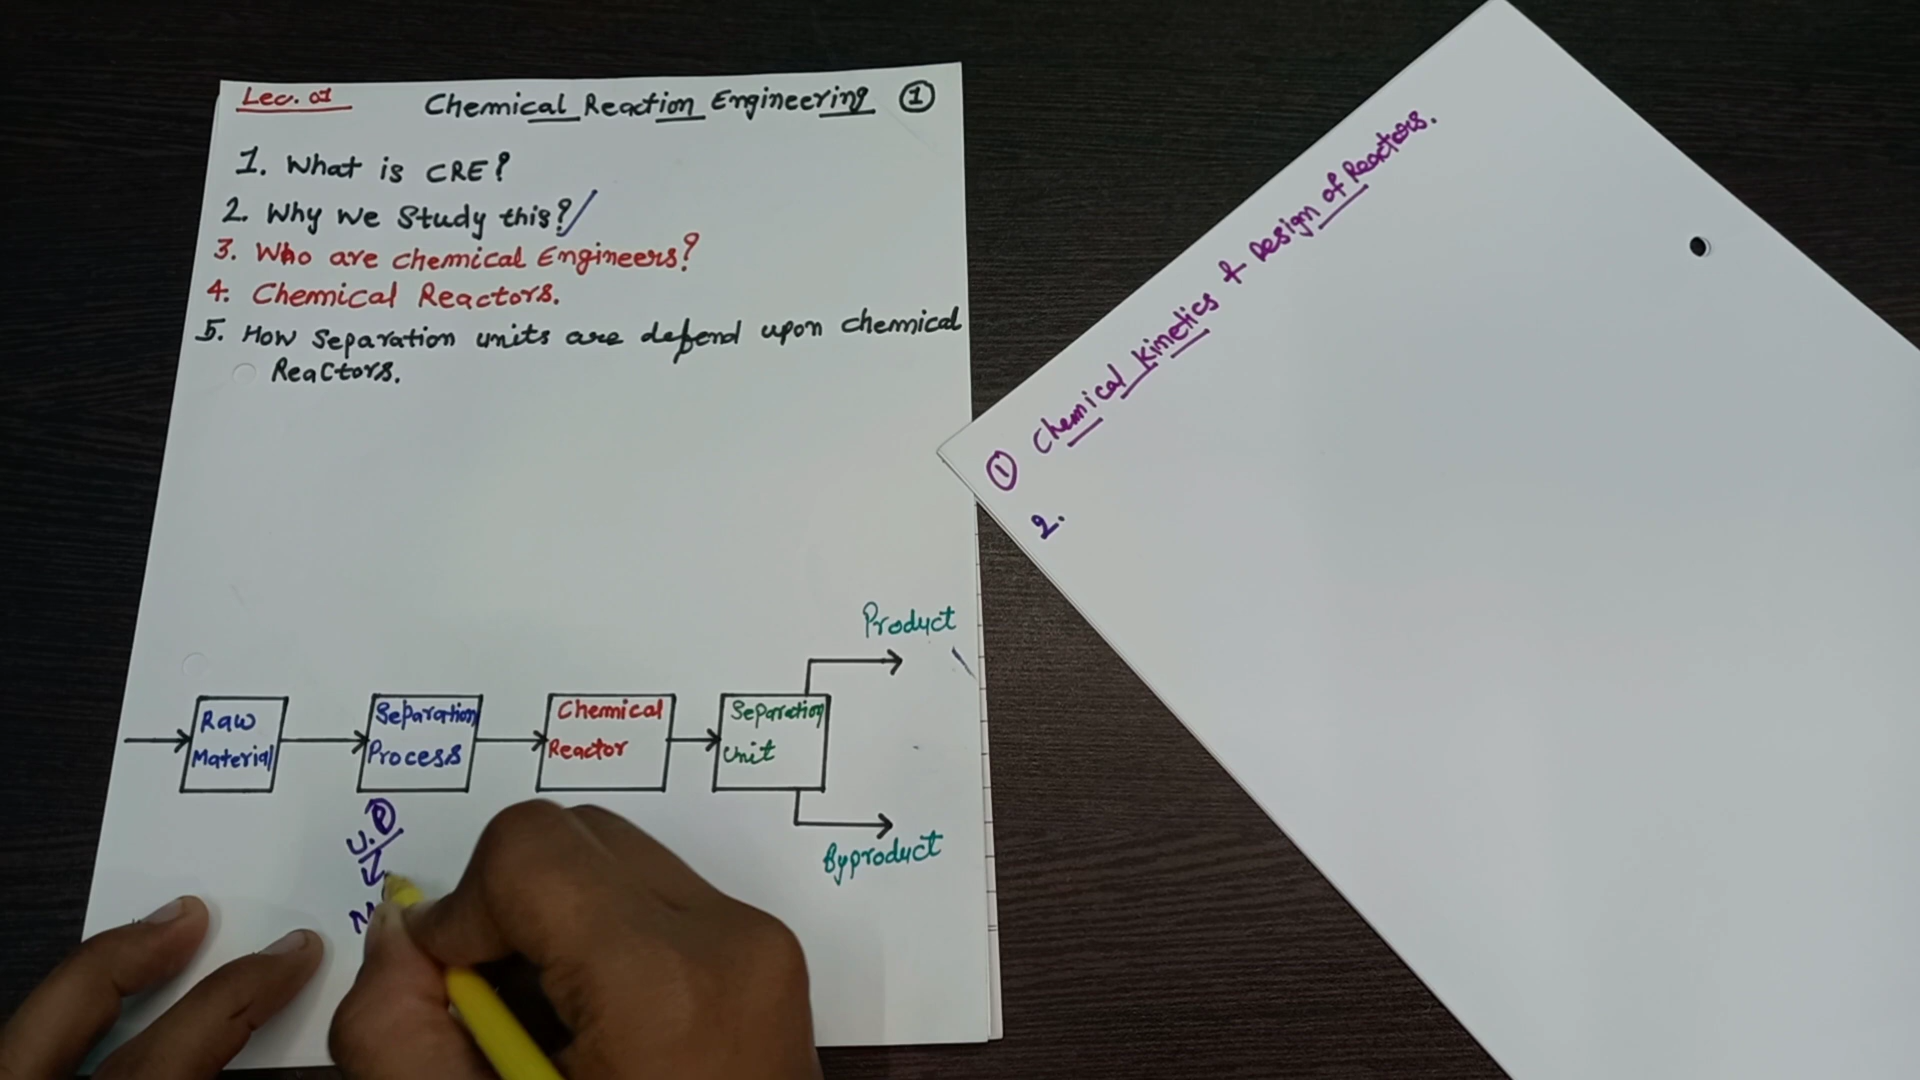 Lec. 01 Chemical Reaction Engineering ①
1. What is CRE?
2. Why We Study this?
3. Who are chemical Engineers?
4. Chemical Reactors.
5. How Separation units are depend upon chemical
Reactors.
Product
Raw
Material
Separation
Process
Chemical
Reactor
Separation
Unit
U.P
Byproduct
① Chemical Kinetics & Design of Reactors.
2.